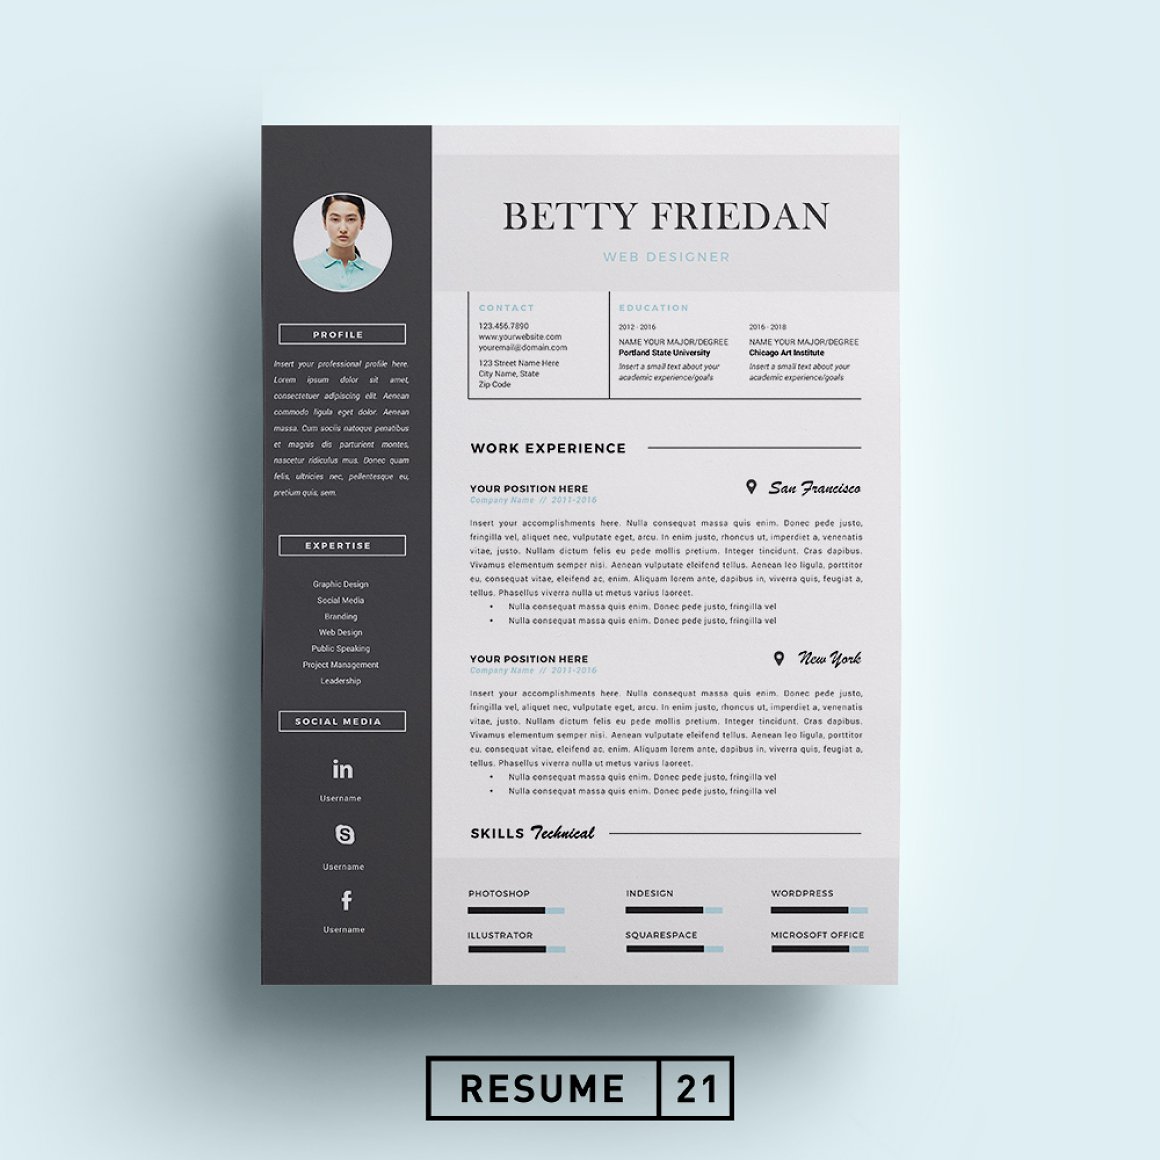 BETTY FRIEDAN
WEB DESIGNER
PROFILE
Insert your professional profile here.
Lorem ipsum dolor sit amet,
consectetuer adipiscing elit. Aenean
commodo ligula eget dolor. Aenean
massa. Cum sociis natoque penatibus
et magnis dis parturient montes,
nascetur ridiculus mus. Donec quam
felis, ultricies nec, pellentesque eu,
pretium quis, sem.
EXPERTISE
Graphic Design
Social Media
Branding
Web Design
Public Speaking
Project Management
Leadership
SOCIAL MEDIA
in
Username
S
Username
f
Username
CONTACT
123.456.7890
www.yourwebsite.com
youremail@domain.com
123 Street Name Here
City Name, State
Zip Code
EDUCATION
2012 - 2016
NAME YOUR MAJOR/DEGREE
Portland State University
Insert a small text about your
academic experience/goals
2016 - 2018
NAME YOUR MAJOR/DEGREE
Chicago Art Institute
Insert a small text about your
academic experience/goals
WORK EXPERIENCE
YOUR POSITION HERE
San Francisco
Company Name // 2011-2016
Insert your accomplishments here. Nulla consequat massa quis enim. Donec pede justo,
fringilla vel, aliquet nec, vulputate eget, arcu. In enim justo, rhoncus ut, imperdiet a, venenatis
vitae, justo. Nullam dictum felis eu pede mollis pretium. Integer tincidunt. Cras dapibus.
Vivamus elementum semper nisi. Aenean vulputate eleifend tellus. Aenean leo ligula, porttitor
eu, consequat vitae, eleifend ac, enim. Aliquam lorem ante, dapibus in, viverra quis, feugiat a,
tellus. Phasellus viverra nulla ut metus varius laoreet.
• Nulla consequat massa quis enim. Donec pede justo, fringilla vel
• Nulla consequat massa quis enim. Donec pede justo, fringilla vel
YOUR POSITION HERE
New York
Company Name // 2011-2016
Insert your accomplishments here. Nulla consequat massa quis enim. Donec pede justo,
fringilla vel, aliquet nec, vulputate eget, arcu. In enim justo, rhoncus ut, imperdiet a, venenatis
vitae, justo. Nullam dictum felis eu pede mollis pretium. Integer tincidunt. Cras dapibus.
Vivamus elementum semper nisi. Aenean vulputate eleifend tellus. Aenean leo ligula, porttitor
eu, consequat vitae, eleifend ac, enim. Aliquam lorem ante, dapibus in, viverra quis, feugiat a,
tellus. Phasellus viverra nulla ut metus varius laoreet.
• Nulla consequat massa quis enim. Donec pede justo, fringilla vel
• Nulla consequat massa quis enim. Donec pede justo, fringilla vel
SKILLS Technical
PHOTOSHOP
INDESIGN
WORDPRESS
ILLUSTRATOR
SQUARESPACE
MICROSOFT OFFICE
RESUME 21